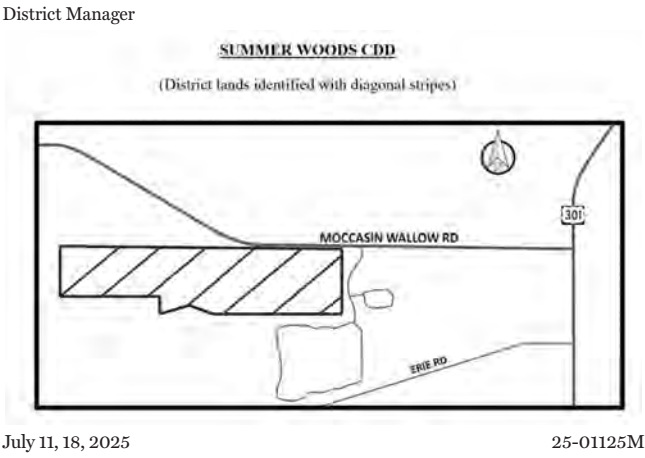 District Manager
SUMMER WOODS CDD
(District lands identified with diagonal stripes)
301
MOCCASIN WALLOW RD
ERIE RD
July 11, 18, 2025 25-01125M